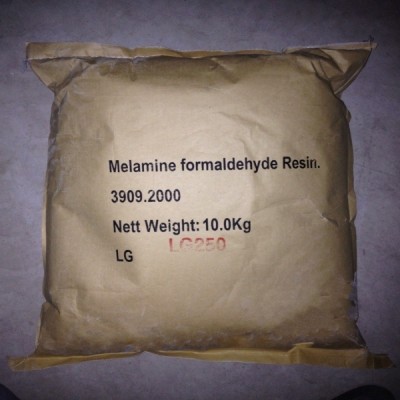 Melamine formaldehyde Resin.
3909.2000
Nett Weight: 10.0Kg
LG250
LG